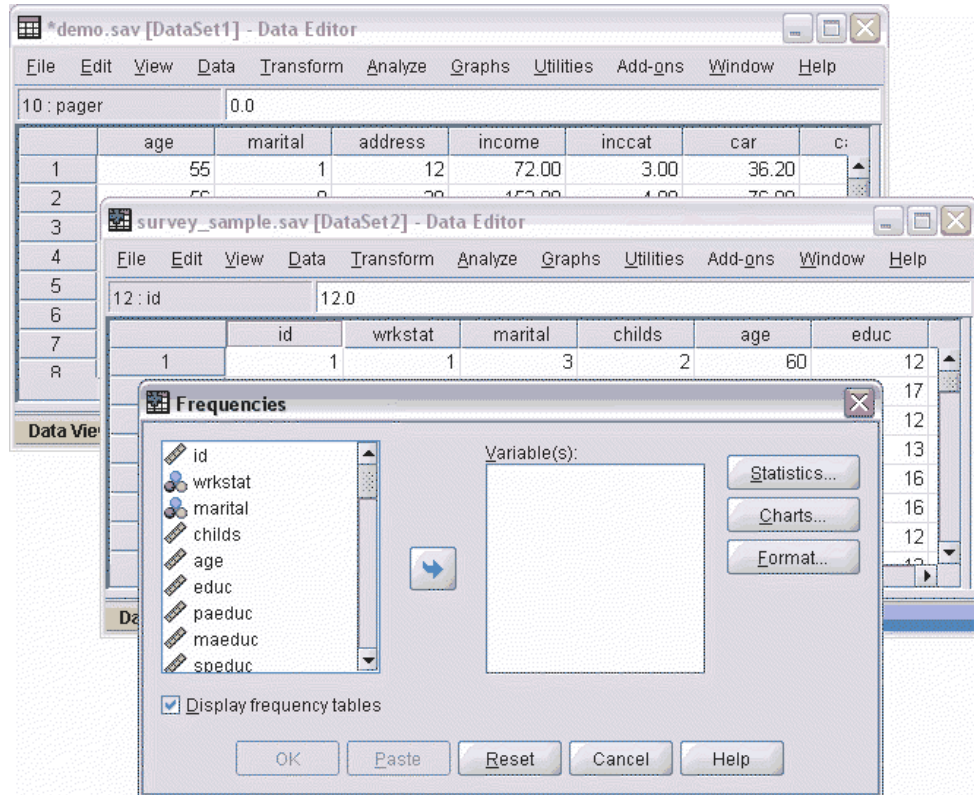 *demo.sav [DataSet1] - Data Editor
File Edit View Data Transform Analyze Graphs Utilities Add-ons Window Help
10 : pager 0.0
age marital address income inccat car
1 55 1 12 72.00 3.00 36.20
2
3
4
5
6
7
8
Data Vie
survey_sample.sav [DataSet2] - Data Editor
File Edit View Data Transform Analyze Graphs Utilities Add-ons Window Help
12 : id 12.0
id wrkstat marital childs age educ
1 1 1 3 2 60 12
17
12
13
16
16
12
Da
Frequencies
id
wrkstat
marital
childs
age
educ
paeduc
maeduc
speduc
Variable(s):
Statistics...
Charts...
Format...
Display frequency tables
OK Paste Reset Cancel Help